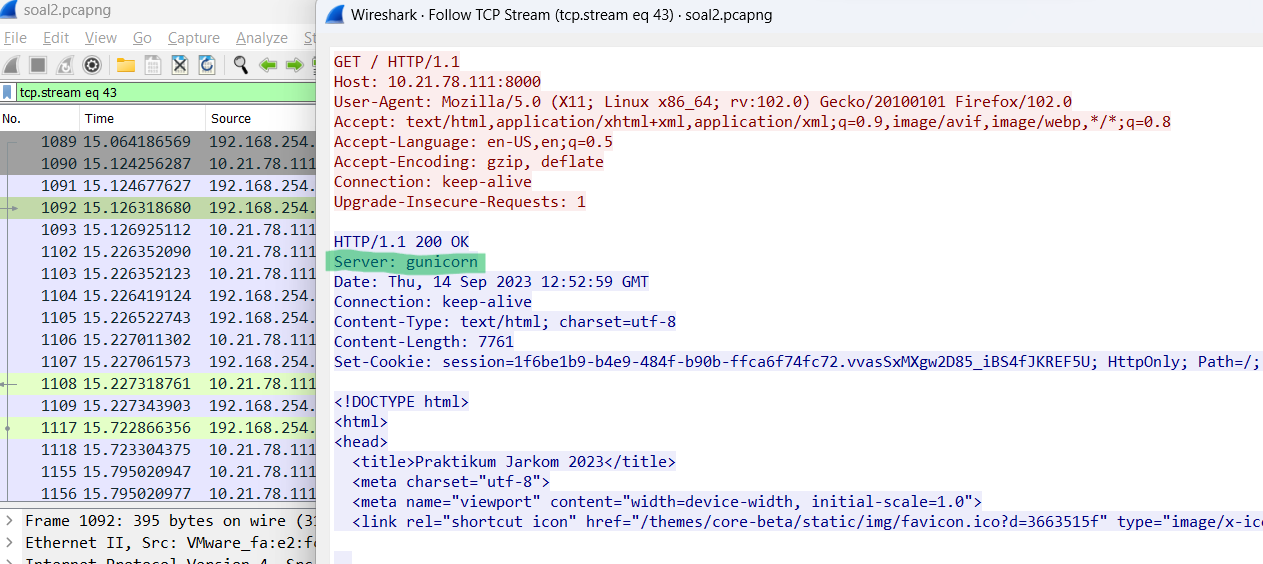 soal2.pcapng
File Edit View Go Capture Analyze
tcp.stream eq 43
No. Time Source
1089 15.064186569 192.168.254.
1090 15.124256287 10.21.78.111
1091 15.124677627 192.168.254.
1092 15.126318680 192.168.254.
1093 15.126925112 10.21.78.111
1102 15.226352090 10.21.78.111
1103 15.226352123 10.21.78.111
1104 15.226419124 192.168.254.
1105 15.226522743 192.168.254.
1106 15.227011302 10.21.78.111
1107 15.227061573 192.168.254.
1108 15.227318761 10.21.78.111
1109 15.227343903 192.168.254.
1117 15.722866356 192.168.254.
1118 15.723304375 10.21.78.111
1155 15.795020947 10.21.78.111
1156 15.795020977 10.21.78.111
Frame 1092: 395 bytes on wire (31
Ethernet II, Src: VMware_fa:e2:f
Internet Protocol Version 4, Src
Wireshark · Follow TCP Stream (tcp.stream eq 43) · soal2.pcapng
GET / HTTP/1.1
Host: 10.21.78.111:8000
User-Agent: Mozilla/5.0 (X11; Linux x86_64; rv:102.0) Gecko/20100101 Firefox/102.0
Accept: text/html,application/xhtml+xml,application/xml;q=0.9,image/avif,image/webp,*/*;q=0.8
Accept-Language: en-US,en;q=0.5
Accept-Encoding: gzip, deflate
Connection: keep-alive
Upgrade-Insecure-Requests: 1
HTTP/1.1 200 OK
Server: gunicorn
Date: Thu, 14 Sep 2023 12:52:59 GMT
Connection: keep-alive
Content-Type: text/html; charset=utf-8
Content-Length: 7761
Set-Cookie: session=1f6be1b9-b4e9-484f-b90b-ffca6f74fc72.vvasSxMXgw2D85_iBS4fJKREF5U; HttpOnly; Path=/;
<!DOCTYPE html>
<html>
<head>
<title>Praktikum Jarkom 2023</title>
<meta charset="utf-8">
<meta name="viewport" content="width=device-width, initial-scale=1.0">
<link rel="shortcut icon" href="/themes/core-beta/static/img/favicon.ico?d=3663515f" type="image/x-ico